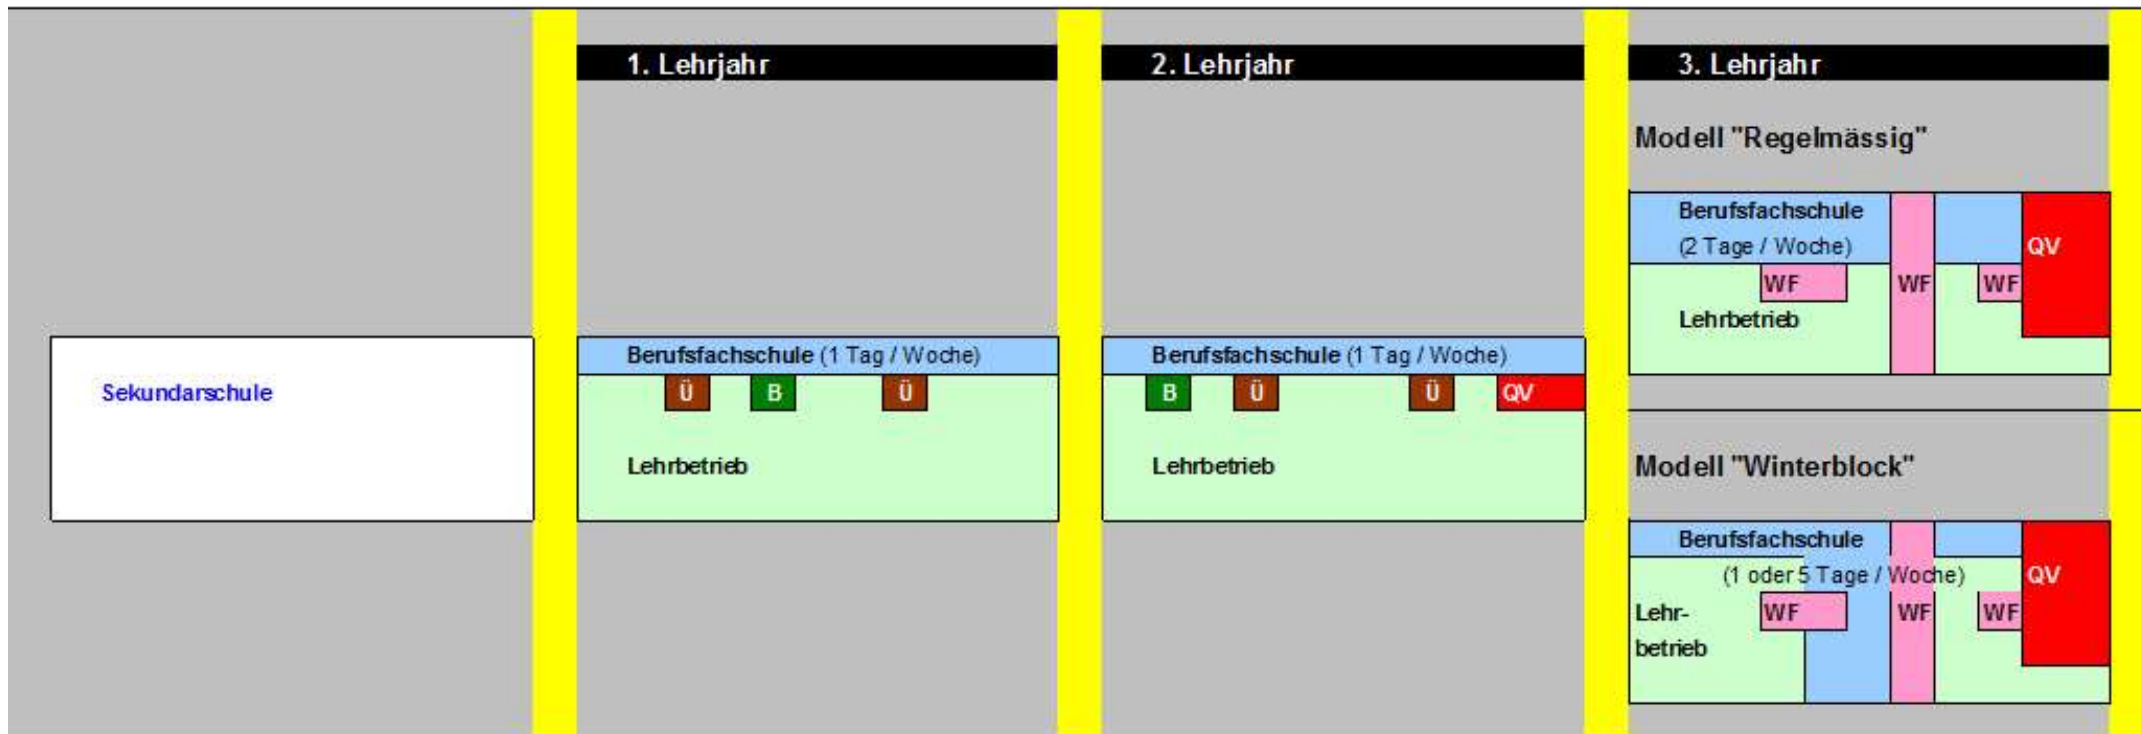 1. Lehrjahr
2. Lehrjahr
3. Lehrjahr
Modell "Regelmässig"
Berufsfachschule
(2 Tage / Woche)
QV
WF
WF
WF
Lehrbetrieb
Sekundarschule
Berufsfachschule (1 Tag / Woche)
Ü
B
Ü
Lehrbetrieb
Berufsfachschule (1 Tag / Woche)
B
Ü
Ü
QV
Lehrbetrieb
Modell "Winterblock"
Berufsfachschule
(1 oder 5 Tage / Woche)
QV
Lehr-
betrieb
WF
WF
WF